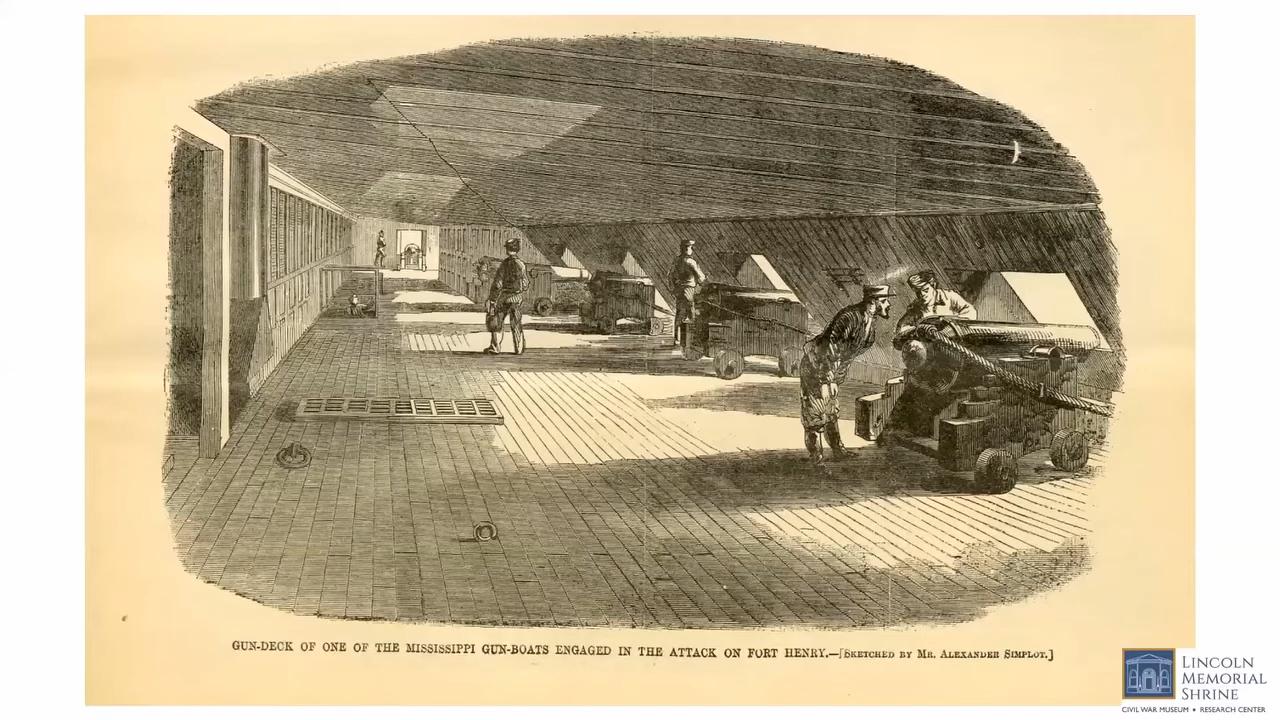 GUN-DECK OF ONE OF THE MISSISSIPPI GUN-BOATS ENGAGED IN THE ATTACK ON FORT HENRY.—[SKETCHED BY MR. ALEXANDER SIMPLOT.]
LINCOLN
MEMORIAL
SHRINE
CIVIL WAR MUSEUM • RESEARCH CENTER